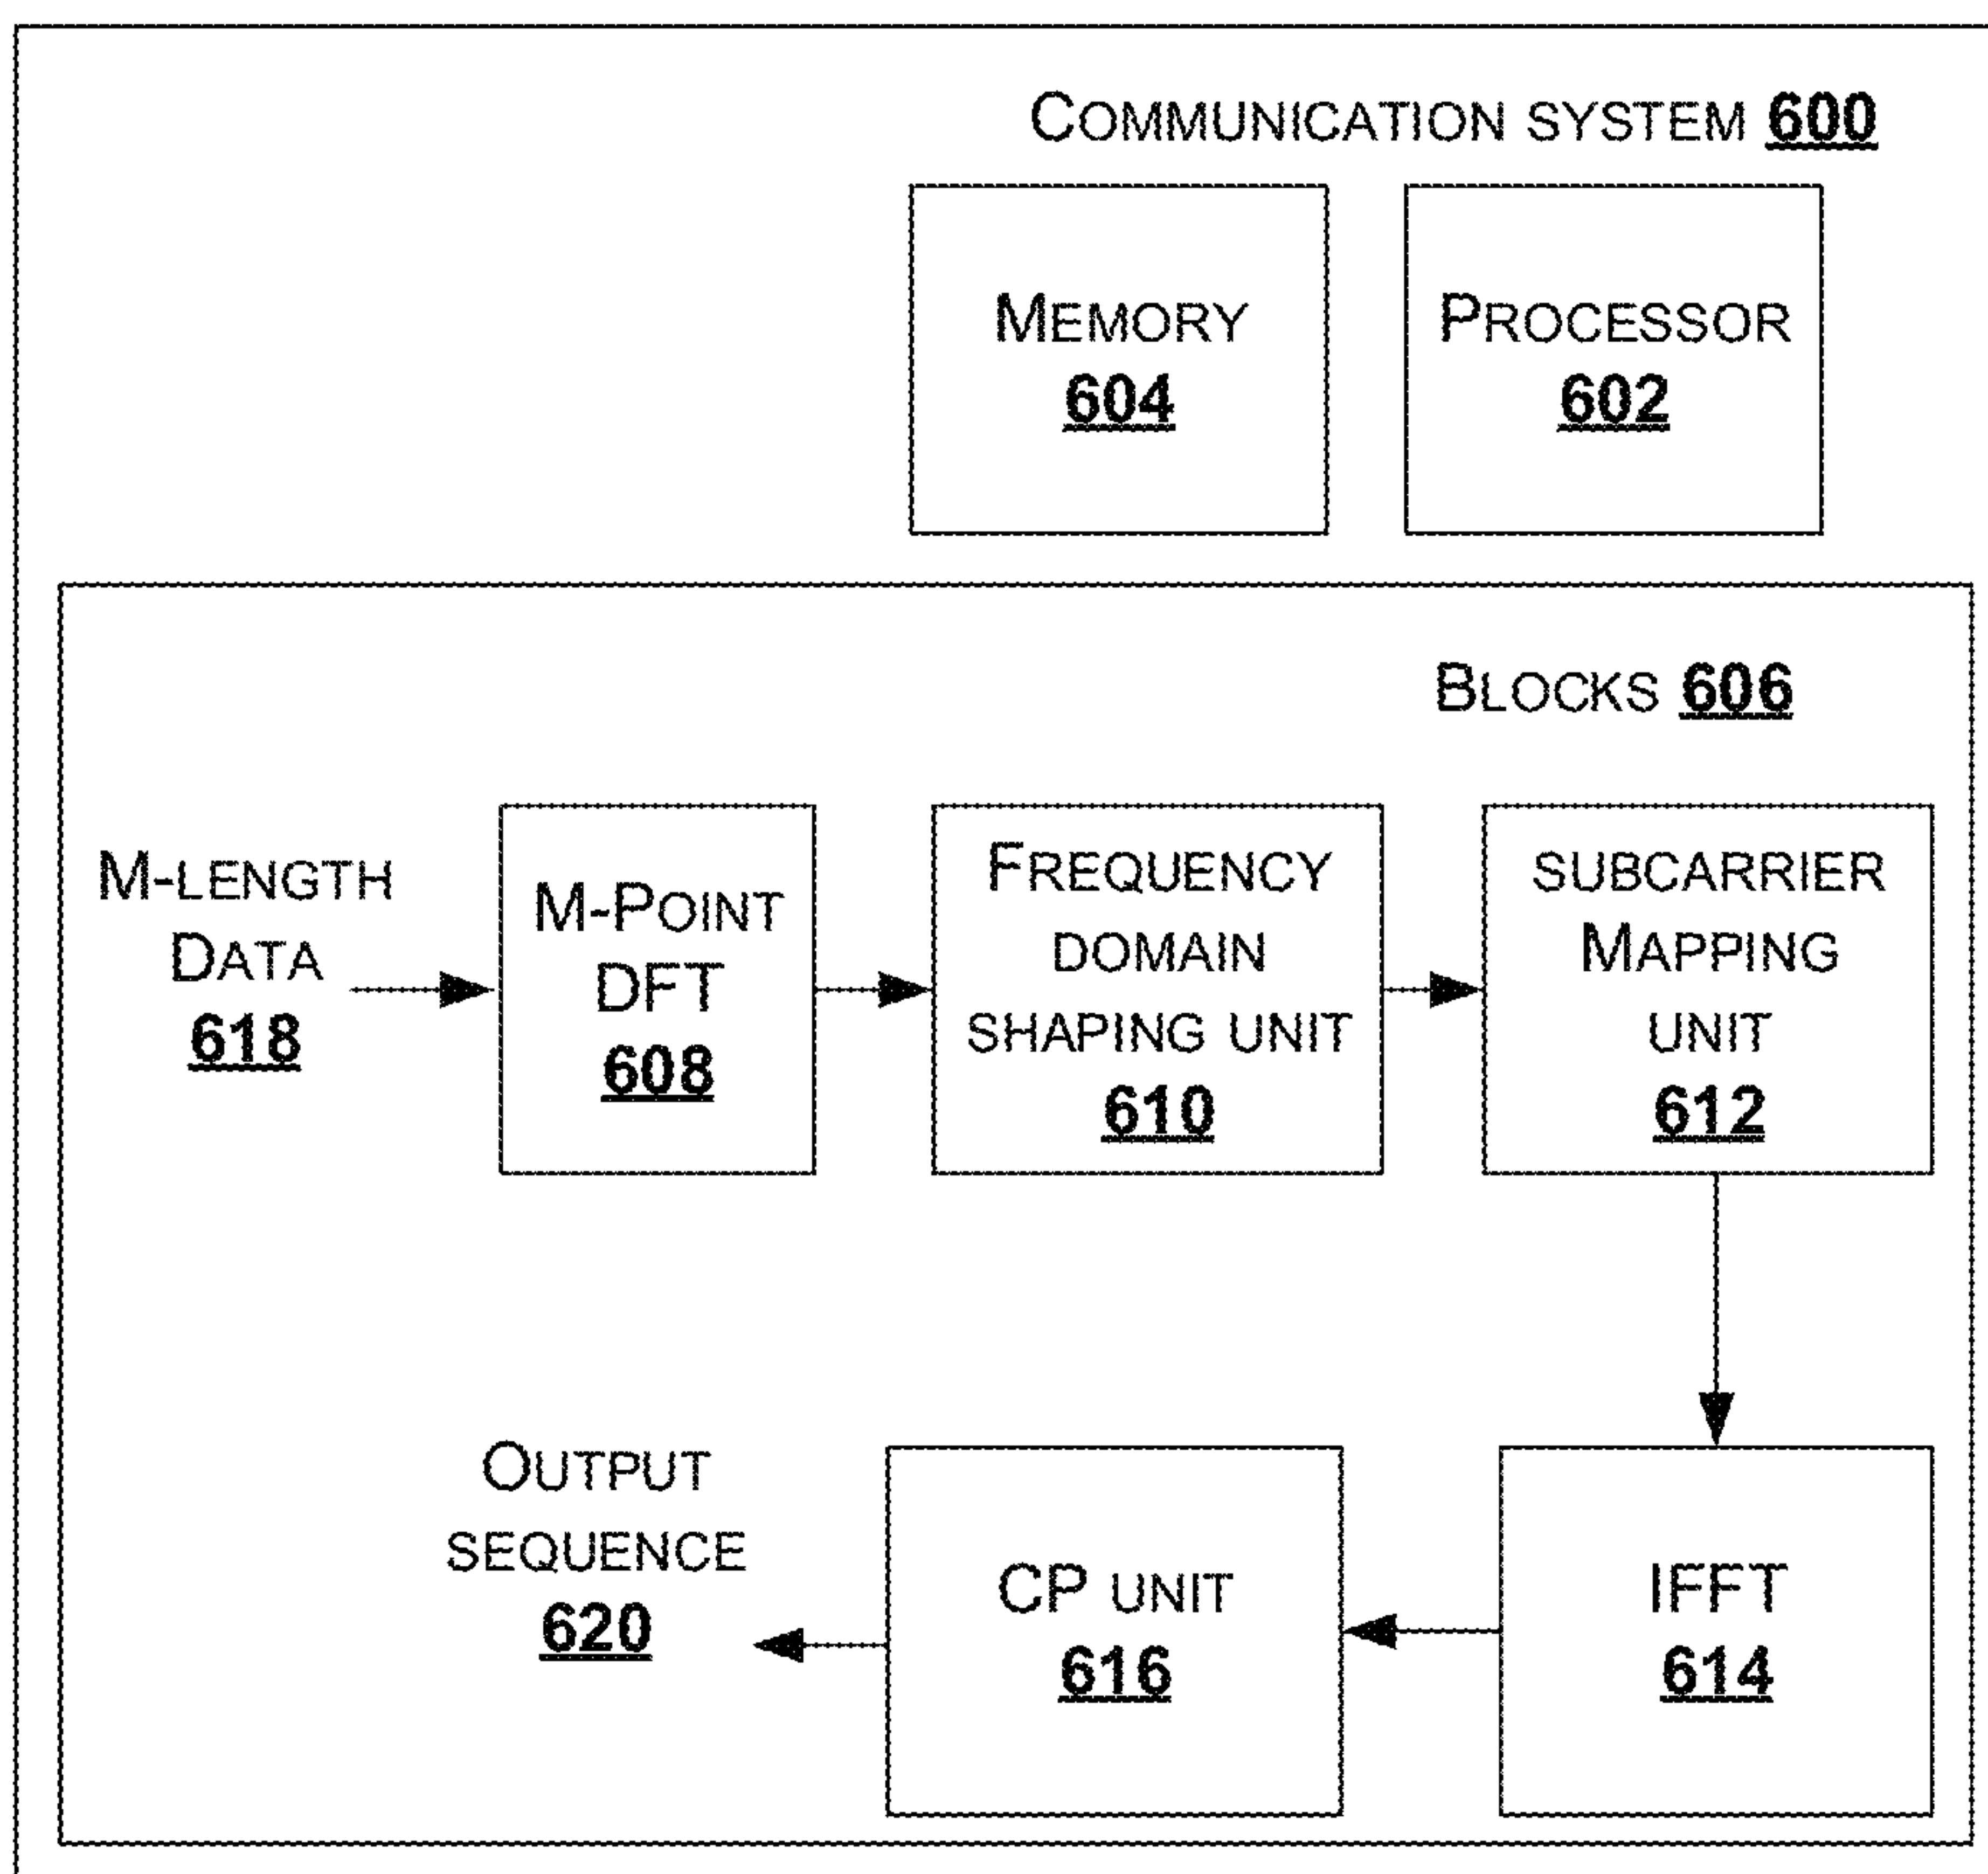 COMMUNICATION SYSTEM 600
MEMORY
604
PROCESSOR
602
BLOCKS 606
M-LENGTH
DATA
618
M-POINT
DFT
608
FREQUENCY
DOMAIN
SHAPING UNIT
610
SUBCARRIER
MAPPING
UNIT
612
OUTPUT
SEQUENCE
620
CP UNIT
616
IFFT
614